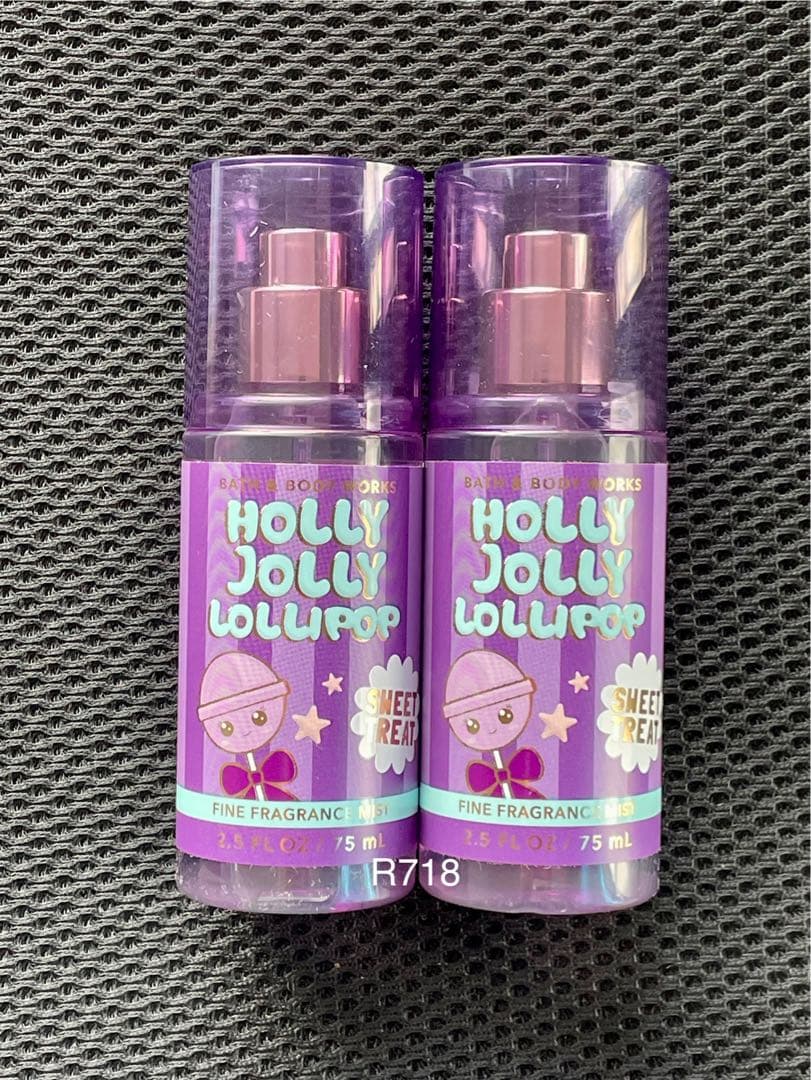 BATH & BODY WORKS
HOLLY
JOLLY
LOLLIPOP
SWEET
TREAT
FINE FRAGRANCE MIST
2.5 FL OZ / 75 mL
BATH & BODY WORKS
HOLLY
JOLLY
LOLLIPOP
SWEET
TREAT
FINE FRAGRANCE MIST
2.5 FL OZ / 75 mL
R718